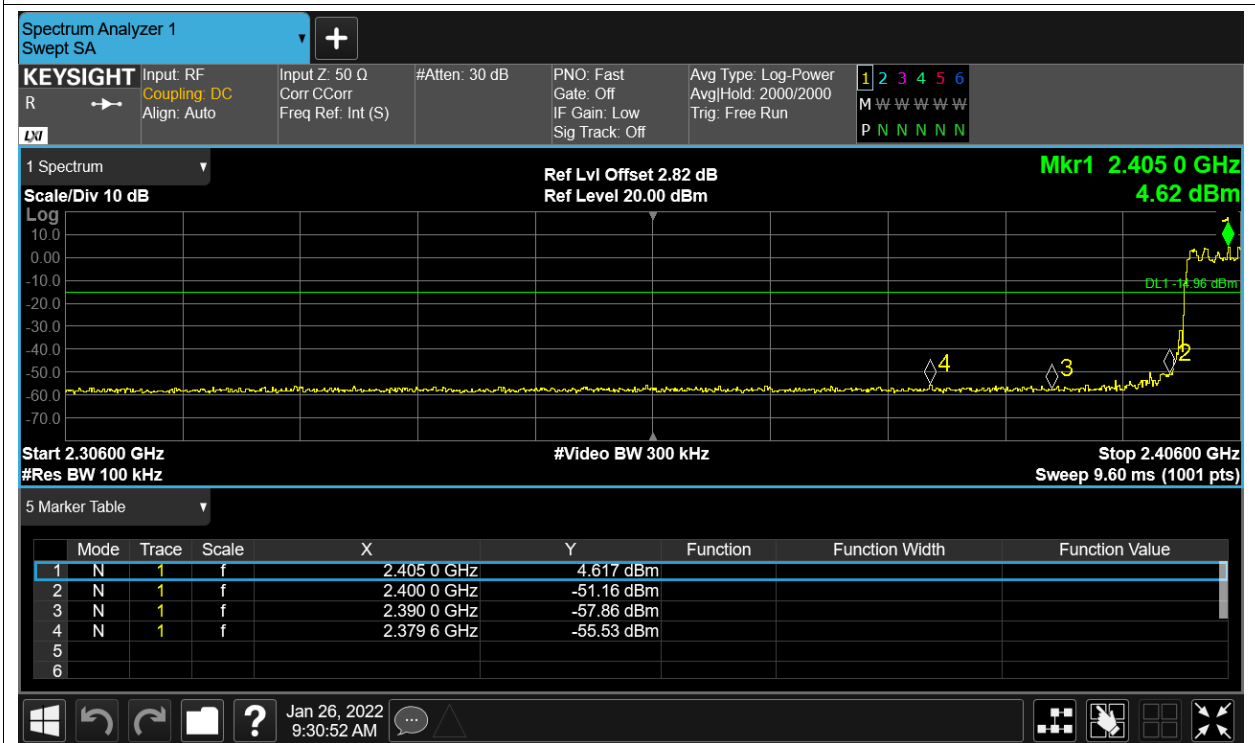 Spectrum Analyzer 1
Swept SA
KEYSIGHT
R
LXI
Input: RF
Coupling: DC
Align: Auto
Input Z: 50 Ω
Corr CCorr
Freq Ref: Int (S)
#Atten: 30 dB
PNO: Fast
Gate: Off
IF Gain: Low
Sig Track: Off
Avg Type: Log-Power
Avg|Hold: 2000/2000
Trig: Free Run
1 2 3 4 5 6
M W W W W W
P N N N N N
1 Spectrum
Scale/Div 10 dB
Ref Lvl Offset 2.82 dB
Ref Level 20.00 dBm
Mkr1 2.405 0 GHz
4.62 dBm
Log
10.0
0.00
-10.0
-20.0
-30.0
-40.0
-50.0
-60.0
-70.0
1
DL1 -14.96 dBm
4
3
2
Start 2.30600 GHz
#Video BW 300 kHz
Stop 2.40600 GHz
#Res BW 100 kHz
Sweep 9.60 ms (1001 pts)
5 Marker Table
Mode Trace Scale X Y Function Function Width Function Value
1 N 1 f 2.405 0 GHz 4.617 dBm
2 N 1 f 2.400 0 GHz -51.16 dBm
3 N 1 f 2.390 0 GHz -57.86 dBm
4 N 1 f 2.379 6 GHz -55.53 dBm
5
6
?
Jan 26, 2022
9:30:52 AM